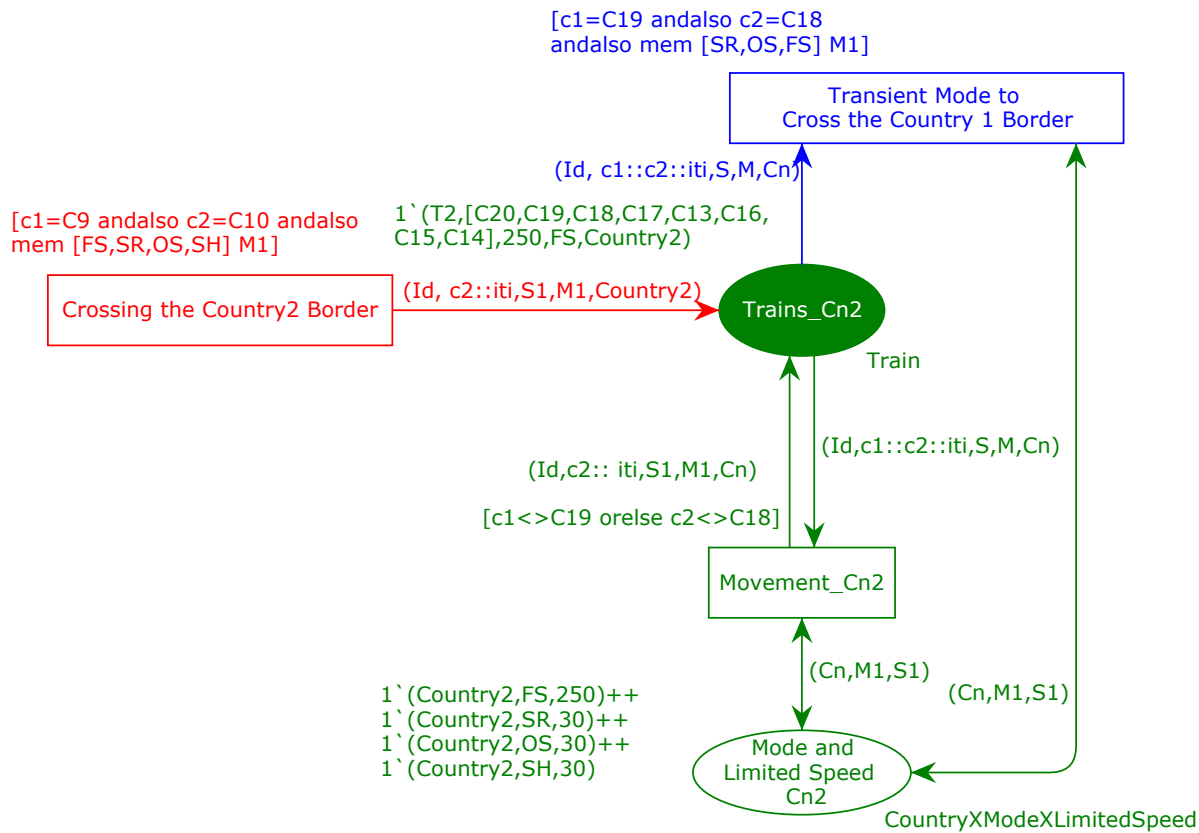 [c1=C19 andalso c2=C18
andalso mem [SR,OS,FS] M1]
Transient Mode to
Cross the Country 1 Border
(Id, c1::c2::iti,S,M,Cn)
1`(T2,[C20,C19,C18,C17,C13,C16,
C15,C14],250,FS,Country2)
[c1=C9 andalso c2=C10 andalso
mem [FS,SR,OS,SH] M1]
Crossing the Country2 Border
(Id, c2::iti,S1,M1,Country2)
Trains_Cn2
Train
(Id,c1::c2::iti,S,M,Cn)
(Id,c2:: iti,S1,M1,Cn)
[c1<>C19 orelse c2<>C18]
Movement_Cn2
(Cn,M1,S1)
(Cn,M1,S1)
1`(Country2,FS,250)++
1`(Country2,SR,30)++
1`(Country2,OS,30)++
1`(Country2,SH,30)
Mode and
Limited Speed
Cn2
CountryXModeXLimitedSpeed